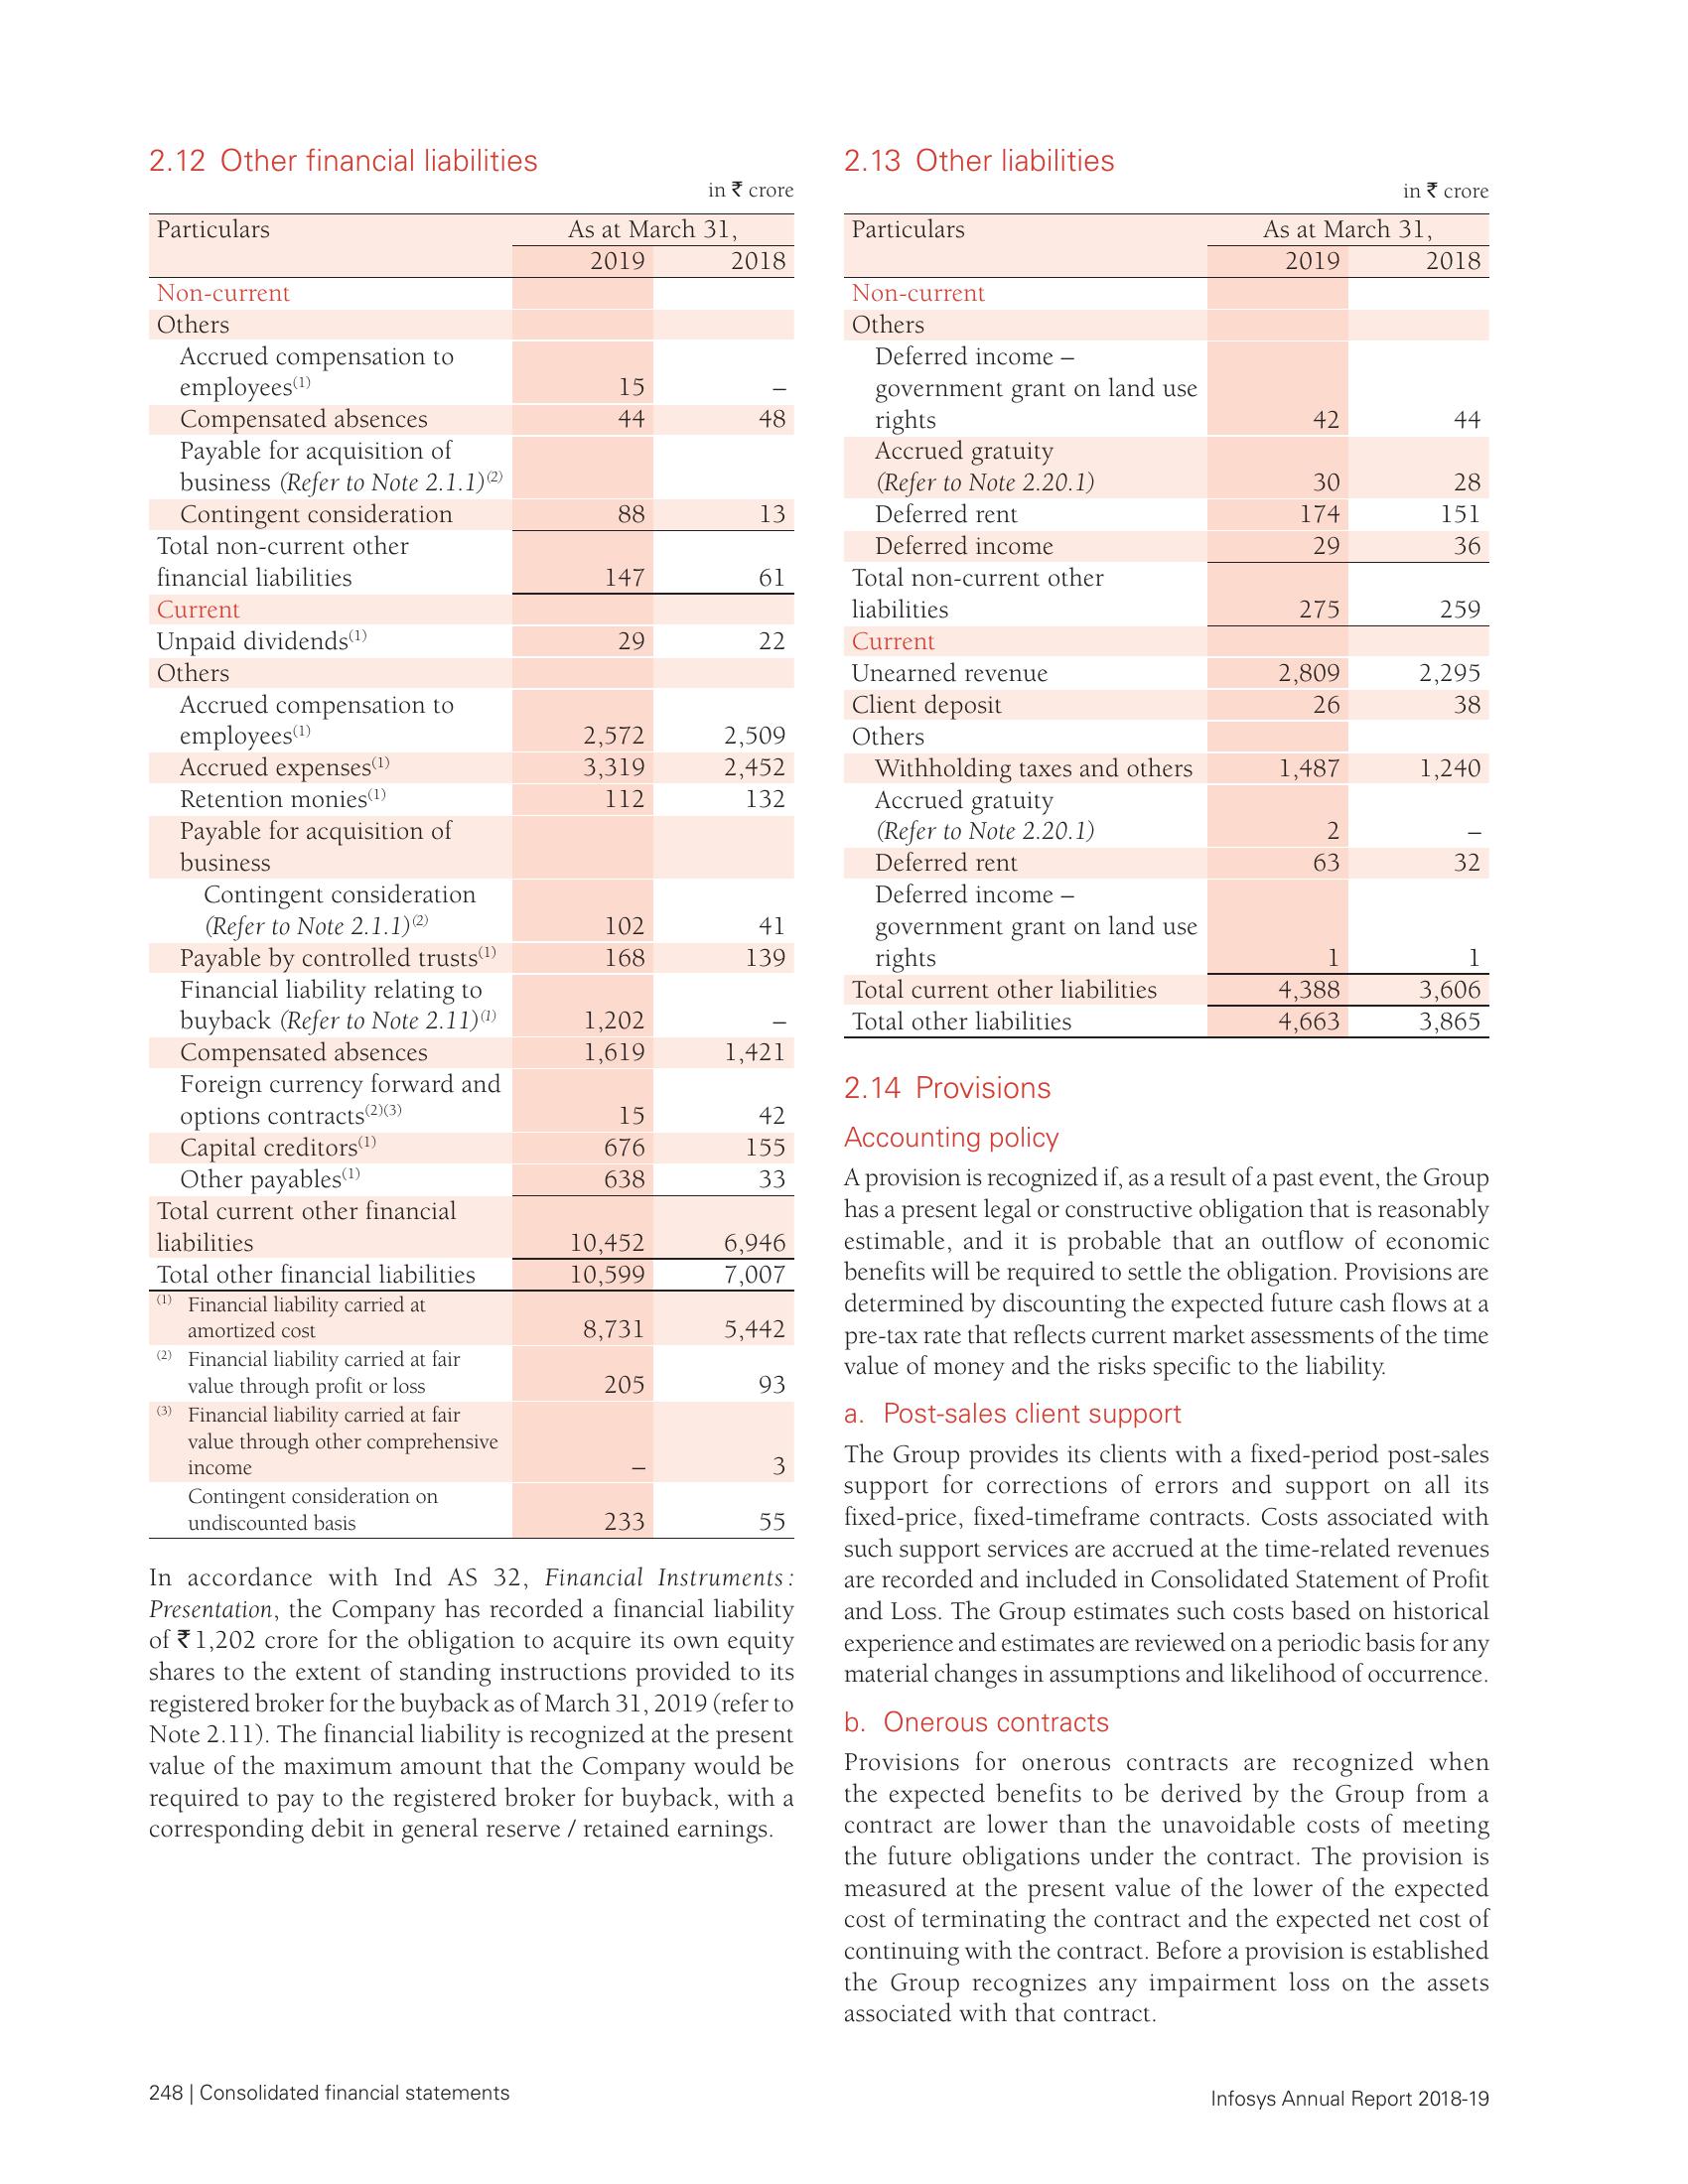 2.12 Other financial liabilities
in ₹ crore
Particulars As at March 31,
2019 2018
Non-current
Others
Accrued compensation to
employees(1) 15 –
Compensated absences 44 48
Payable for acquisition of
business (Refer to Note 2.1.1)(2)
Contingent consideration 88 13
Total non-current other
financial liabilities 147 61
Current
Unpaid dividends(1) 29 22
Others
Accrued compensation to
employees(1) 2,572 2,509
Accrued expenses(1) 3,319 2,452
Retention monies(1) 112 132
Payable for acquisition of
business
Contingent consideration
(Refer to Note 2.1.1)(2) 102 41
Payable by controlled trusts(1) 168 139
Financial liability relating to
buyback (Refer to Note 2.11)(1) 1,202 –
Compensated absences 1,619 1,421
Foreign currency forward and
options contracts(2)(3) 15 42
Capital creditors(1) 676 155
Other payables(1) 638 33
Total current other financial
liabilities 10,452 6,946
Total other financial liabilities 10,599 7,007
(1) Financial liability carried at
amortized cost 8,731 5,442
(2) Financial liability carried at fair
value through profit or loss 205 93
(3) Financial liability carried at fair
value through other comprehensive
income – 3
Contingent consideration on
undiscounted basis 233 55
In accordance with Ind AS 32, Financial Instruments:
Presentation, the Company has recorded a financial liability
of ₹1,202 crore for the obligation to acquire its own equity
shares to the extent of standing instructions provided to its
registered broker for the buyback as of March 31, 2019 (refer to
Note 2.11). The financial liability is recognized at the present
value of the maximum amount that the Company would be
required to pay to the registered broker for buyback, with a
corresponding debit in general reserve / retained earnings.
2.13 Other liabilities
in ₹ crore
Particulars As at March 31,
2019 2018
Non-current
Others
Deferred income –
government grant on land use
rights 42 44
Accrued gratuity
(Refer to Note 2.20.1) 30 28
Deferred rent 174 151
Deferred income 29 36
Total non-current other
liabilities 275 259
Current
Unearned revenue 2,809 2,295
Client deposit 26 38
Others
Withholding taxes and others 1,487 1,240
Accrued gratuity
(Refer to Note 2.20.1) 2 –
Deferred rent 63 32
Deferred income –
government grant on land use
rights 1 1
Total current other liabilities 4,388 3,606
Total other liabilities 4,663 3,865
2.14 Provisions
Accounting policy
A provision is recognized if, as a result of a past event, the Group
has a present legal or constructive obligation that is reasonably
estimable, and it is probable that an outflow of economic
benefits will be required to settle the obligation. Provisions are
determined by discounting the expected future cash flows at a
pre-tax rate that reflects current market assessments of the time
value of money and the risks specific to the liability.
a. Post-sales client support
The Group provides its clients with a fixed-period post-sales
support for corrections of errors and support on all its
fixed-price, fixed-timeframe contracts. Costs associated with
such support services are accrued at the time-related revenues
are recorded and included in Consolidated Statement of Profit
and Loss. The Group estimates such costs based on historical
experience and estimates are reviewed on a periodic basis for any
material changes in assumptions and likelihood of occurrence.
b. Onerous contracts
Provisions for onerous contracts are recognized when
the expected benefits to be derived by the Group from a
contract are lower than the unavoidable costs of meeting
the future obligations under the contract. The provision is
measured at the present value of the lower of the expected
cost of terminating the contract and the expected net cost of
continuing with the contract. Before a provision is established
the Group recognizes any impairment loss on the assets
associated with that contract.
248 | Consolidated financial statements
Infosys Annual Report 2018-19